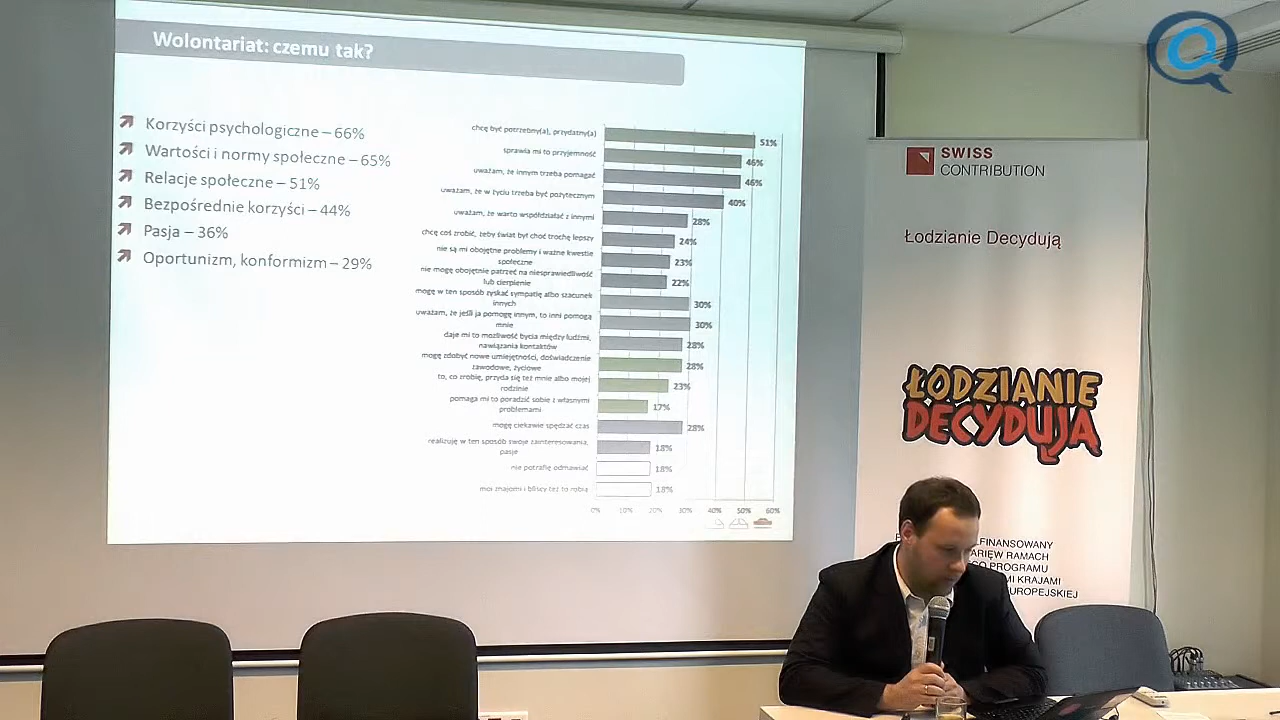 Wolontariat: czemu tak?
Korzyści psychologiczne – 66%
Wartości i normy społeczne – 65%
Relacje społeczne – 51%
Bezpośrednie korzyści – 44%
Pasja – 36%
Oportunizm, konformizm – 29%
chcę być potrzebny(a), przydatny(a) 51%
sprawia mi to przyjemność 46%
uważam, że innym trzeba pomagać 46%
uważam, że w życiu trzeba być pożytecznym 40%
uważam, że warto współdziałać z innymi 28%
chcę coś zrobić, żeby świat był choć trochę lepszy 24%
nie są mi obojętne problemy i ważne kwestie
społeczne 23%
nie mogę obojętnie patrzeć na niesprawiedliwość
lub cierpienie 22%
mogę w ten sposób zyskać sympatię albo szacunek
innych 30%
uważam, że jeśli ja pomogę innym, to inni pomogą
mnie 30%
daje mi to możliwość bycia między ludźmi,
nawiązania kontaktów 28%
mogę zdobyć nowe umiejętności, doświadczenie
zawodowe, życiowe 28%
to, co zrobię, przyda się też mnie albo mojej
rodzinie 23%
pomaga mi to poradzić sobie z własnymi
problemami 17%
mogę ciekawie spędzać czas 28%
realizuję w ten sposób swoje zainteresowania,
pasje 18%
nie potrafię odmawiać 18%
moi znajomi i bliscy też to robią 18%
0% 10% 20% 30% 40% 50% 60%
SWISS
CONTRIBUTION
Łodzianie Decydują
ŁODZIANIE
DECYDUJĄ
FINANSOWANY
W RAMACH
PROGRAMU
MI KRAJAMI
UROPEJSKIEJ